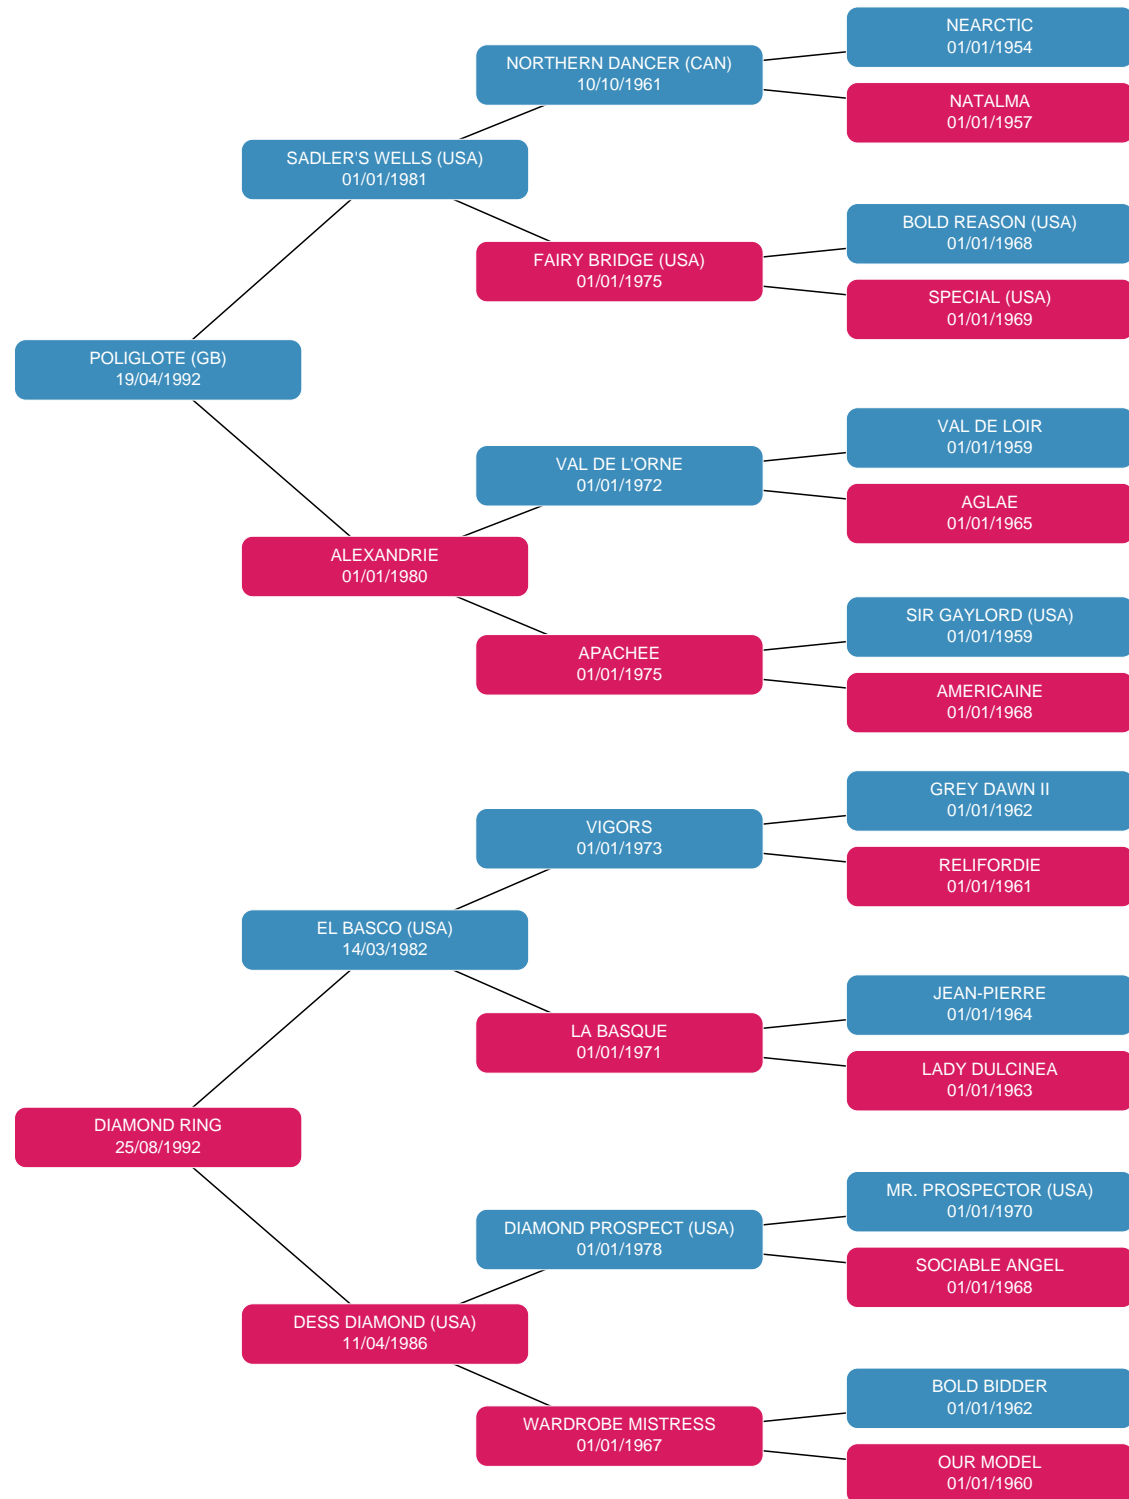 NEARCTIC
01/01/1954
NORTHERN DANCER (CAN)
10/10/1961
NATALMA
01/01/1957
SADLER'S WELLS (USA)
01/01/1981
BOLD REASON (USA)
01/01/1968
FAIRY BRIDGE (USA)
01/01/1975
SPECIAL (USA)
01/01/1969
POLIGLOTE (GB)
19/04/1992
VAL DE LOIR
01/01/1959
VAL DE L'ORNE
01/01/1972
AGLAE
01/01/1965
ALEXANDRIE
01/01/1980
SIR GAYLORD (USA)
01/01/1959
APACHEE
01/01/1975
AMERICAINE
01/01/1968
GREY DAWN II
01/01/1962
VIGORS
01/01/1973
RELIFORDIE
01/01/1961
EL BASCO (USA)
14/03/1982
JEAN-PIERRE
01/01/1964
LA BASQUE
01/01/1971
LADY DULCINEA
01/01/1963
DIAMOND RING
25/08/1992
MR. PROSPECTOR (USA)
01/01/1970
DIAMOND PROSPECT (USA)
01/01/1978
SOCIABLE ANGEL
01/01/1968
DESS DIAMOND (USA)
11/04/1986
BOLD BIDDER
01/01/1962
WARDROBE MISTRESS
01/01/1967
OUR MODEL
01/01/1960